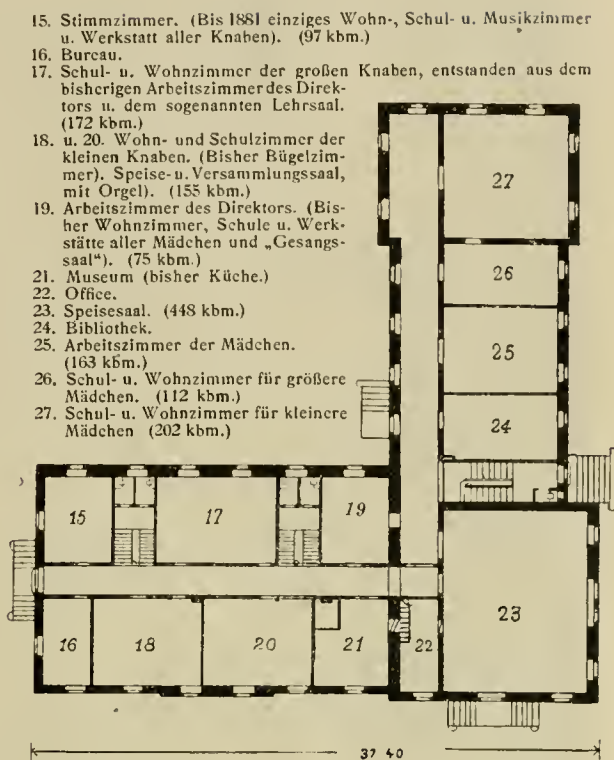 15. Stimmzimmer. (Bis 1881 einziges Wohn-, Schul- u. Musikzimmer
u. Werkstatt aller Knaben). (97 kbm.)
16. Bureau.
17. Schul- u. Wohnzimmer der großen Knaben, entstanden aus dem
bisherigen Arbeitszimmer des Direk-
tors u. dem sogenannten Lehrsaal.
(172 kbm.)
18. u. 20. Wohn- und Schulzimmer der
kleinen Knaben. (Bisher Bügelzim-
mer). Speise- u. Versammlungssaal,
mit Orgel). (155 kbm.)
19. Arbeitszimmer des Direktors. (Bis-
her Wohnzimmer, Schule u. Werk-
stätte aller Mädchen und „Gesangs-
saal“). (75 kbm.)
21. Museum (bisher Küche.)
22. Office.
23. Speisesaal. (448 kbm.)
24. Bibliothek.
25. Arbeitszimmer der Mädchen.
(163 kbm.)
26. Schul- u. Wohnzimmer für größere
Mädchen. (112 kbm.)
27. Schul- u. Wohnzimmer für kleinere
Mädchen (202 kbm.)
27
26
25
24
15
17
19
5
23
16
18
20
21
22
37 40